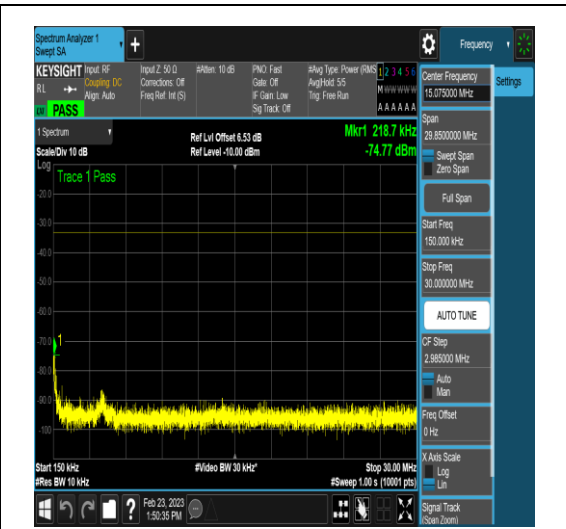 Spectrum Analyzer 1
Swept SA
Frequency
KEYSIGHT
RL
PASS
Input: RF
Coupling: DC
Align: Auto
Input Z: 50 Ω
Corrections: Off
Freq Ref: Int (S)
#Atten: 10 dB
PNO: Fast
Gate: Off
IF Gain: Low
Sig Track: Off
#Avg Type: Power (RMS
Avg|Hold: 5/5
Trig: Free Run
1 2 3 4 5 6
M W W W W W
A A A A A A
Center Frequency
15.075000 MHz
Settings
Span
29.8500000 MHz
Swept Span
Zero Span
Full Span
Start Freq
150.000 kHz
Stop Freq
30.000000 MHz
AUTO TUNE
CF Step
2.985000 MHz
Auto
Man
Freq Offset
0 Hz
X Axis Scale
Log
Lin
Signal Track
(Span Zoom)
1 Spectrum
Scale/Div 10 dB
Ref Lvl Offset 6.53 dB
Ref Level -10.00 dBm
Mkr1 218.7 kHz
-74.77 dBm
Log
Trace 1 Pass
-20.0
-30.0
-40.0
-50.0
-60.0
-70.0
1
-80.0
-90.0
-100
Start 150 kHz
#Res BW 10 kHz
#Video BW 30 kHz*
Stop 30.00 MHz
#Sweep 1.00 s (10001 pts)
?
Feb 23, 2023
1:50:35 PM